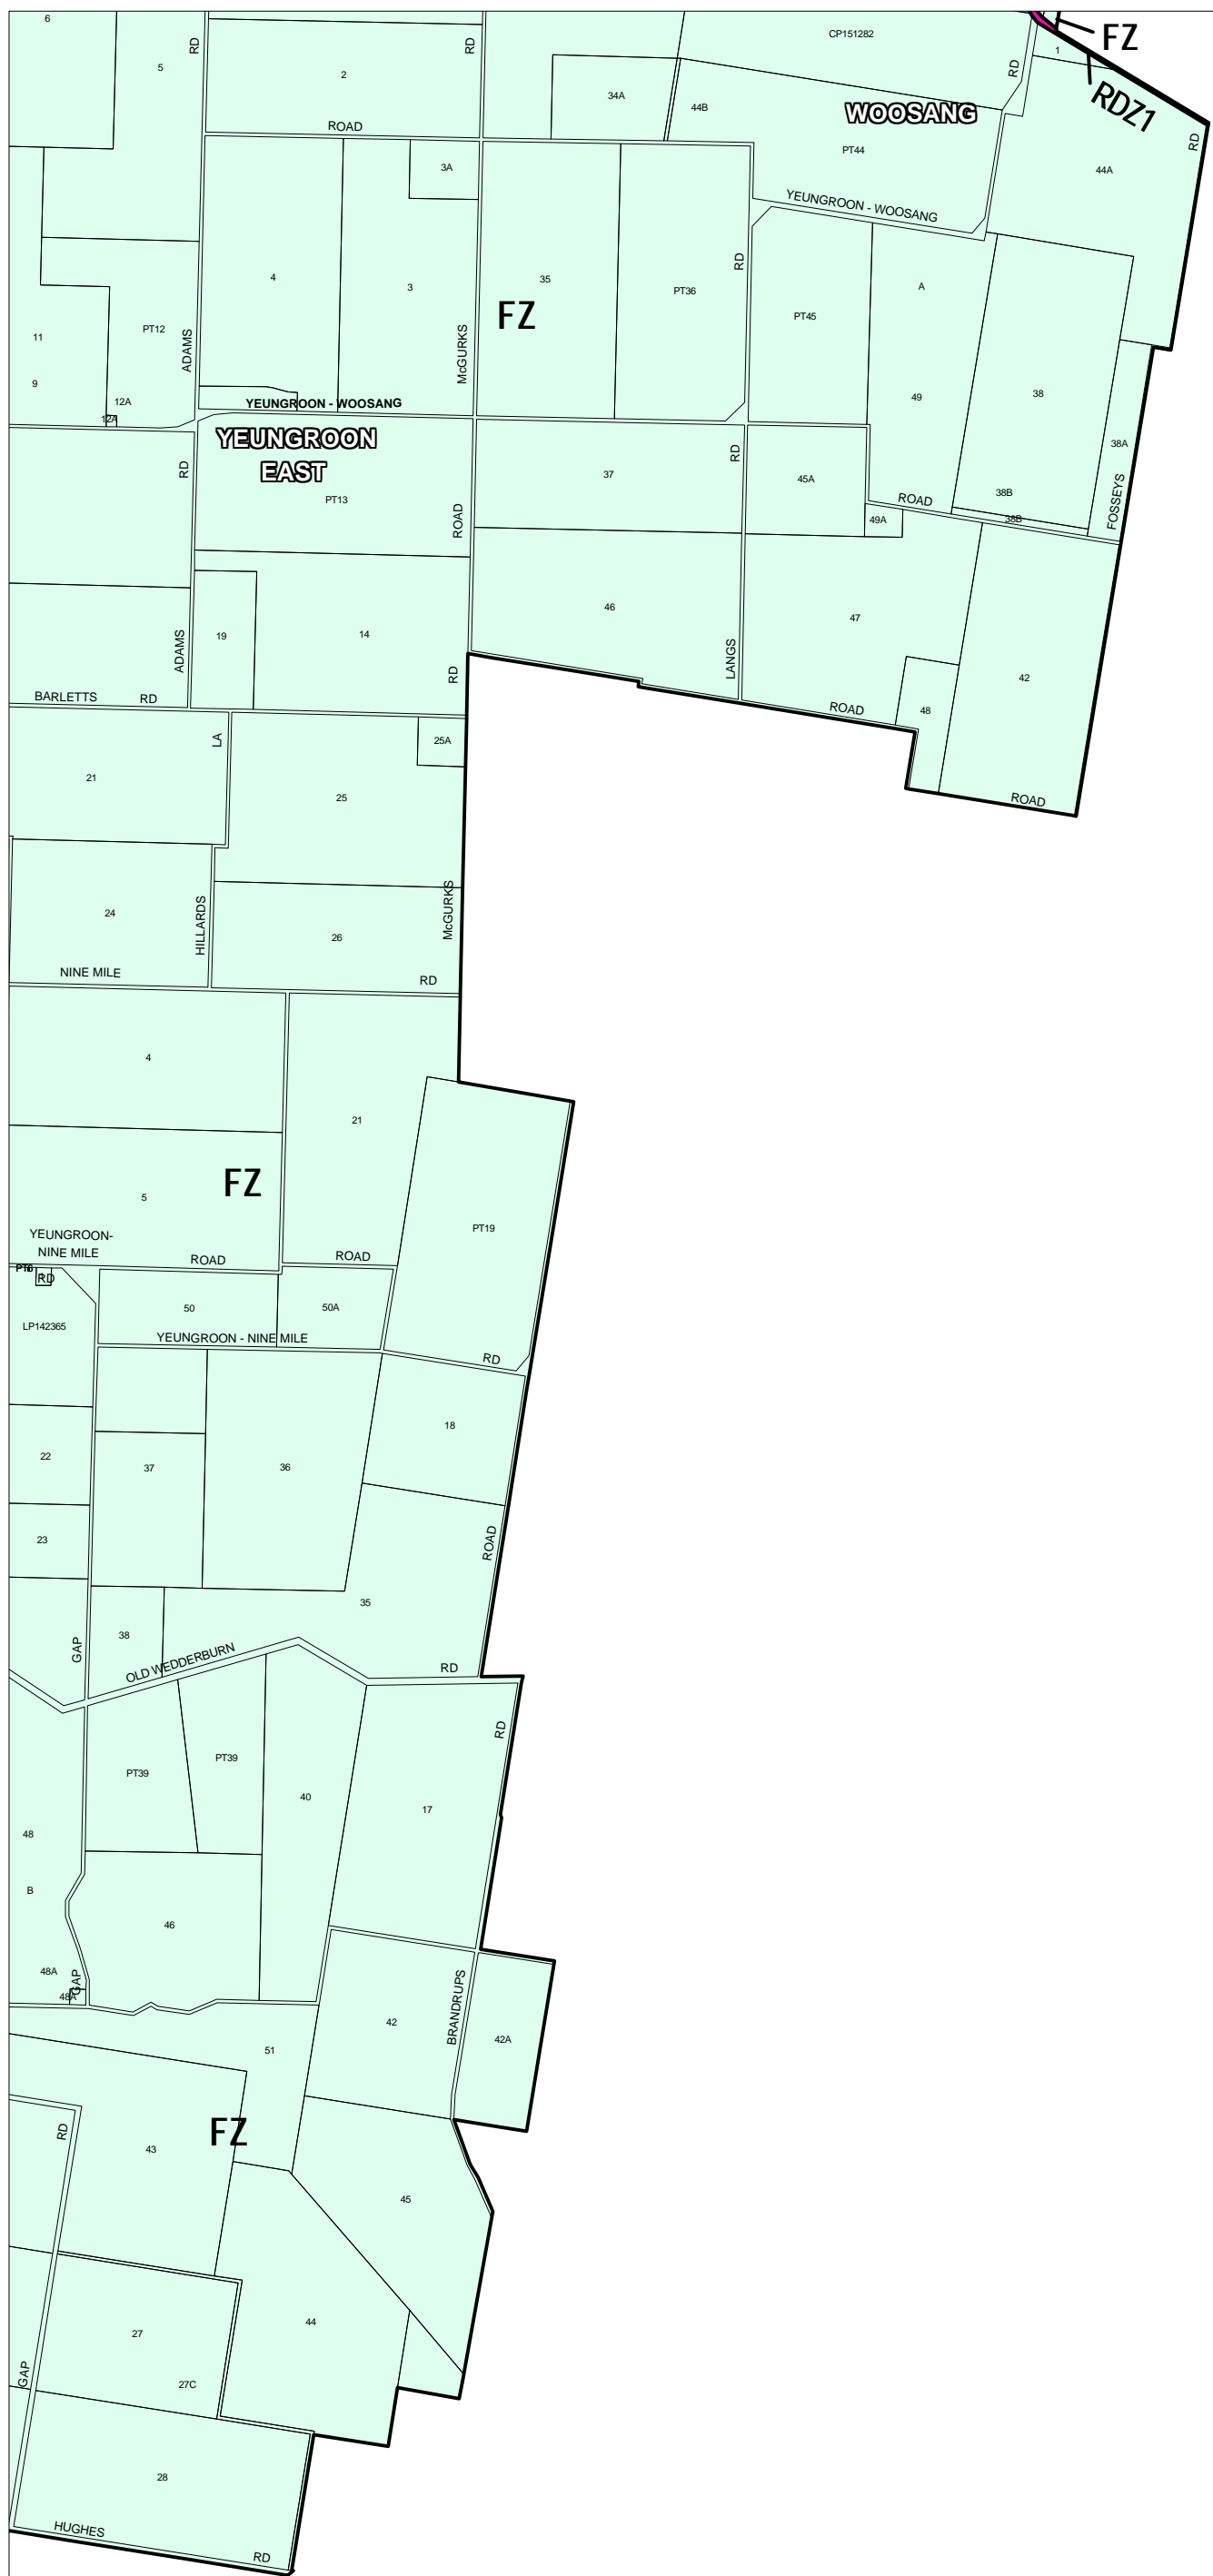 6
5
RD
2
RD
ROAD
34A
44B
CP151282
WOOSANG
PT44
RD
1
FZ
RDZ1
RD
44A
YEUNGROON - WOOSANG
3A
4
3
35
FZ
PT36
RD
PT45
A
49
38
38A
11
9
PT12
ADAMS
McGURKS
12A
12A
YEUNGROON - WOOSANG
YEUNGROON
EAST
PT13
RD
ROAD
37
RD
45A
ROAD
49A
38B
38B
FOSSEYS
19
14
ADAMS
RD
46
LANGS
47
48
42
ROAD
ROAD
BARLETTS RD
LA
25A
21
25
24
HILLARDS
26
McGURKS
NINE MILE
RD
4
21
5
FZ
PT19
YEUNGROON-
NINE MILE
ROAD
ROAD
RD
LP142365
50
50A
YEUNGROON - NINE MILE
RD
18
22
37
36
23
ROAD
35
38
GAP
OLD WEDDERBURN
RD
RD
PT39
PT39
40
17
48
B
46
48A
48A
GAP
BRANDRUPS
42
42A
51
RD
43
FZ
45
27
44
GAP
27C
28
HUGHES
RD